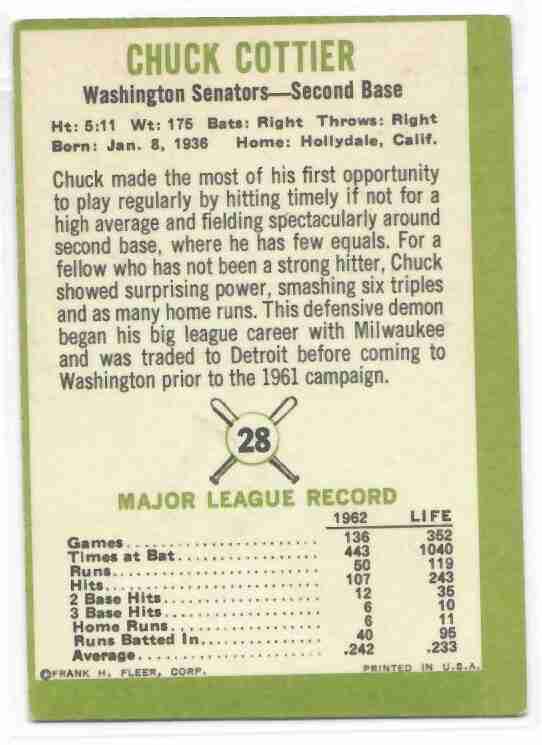 CHUCK COTTIER
Washington Senators—Second Base
Ht: 5:11 Wt: 175 Bats: Right Throws: Right
Born: Jan. 8, 1936 Home: Hollydale, Calif.
Chuck made the most of his first opportunity
to play regularly by hitting timely if not for a
high average and fielding spectacularly around
second base, where he has few equals. For a
fellow who has not been a strong hitter, Chuck
showed surprising power, smashing six triples
and as many home runs. This defensive demon
began his big league career with Milwaukee
and was traded to Detroit before coming to
Washington prior to the 1961 campaign.
28
MAJOR LEAGUE RECORD
1962 LIFE
Games 136 352
Times at Bat 443 1040
Runs 50 119
Hits 107 243
2 Base Hits 12 35
3 Base Hits 6 10
Home Runs 6 11
Runs Batted In 40 95
Average .242 .233
©FRANK H. FLEER, CORP. PRINTED IN U.S.A.